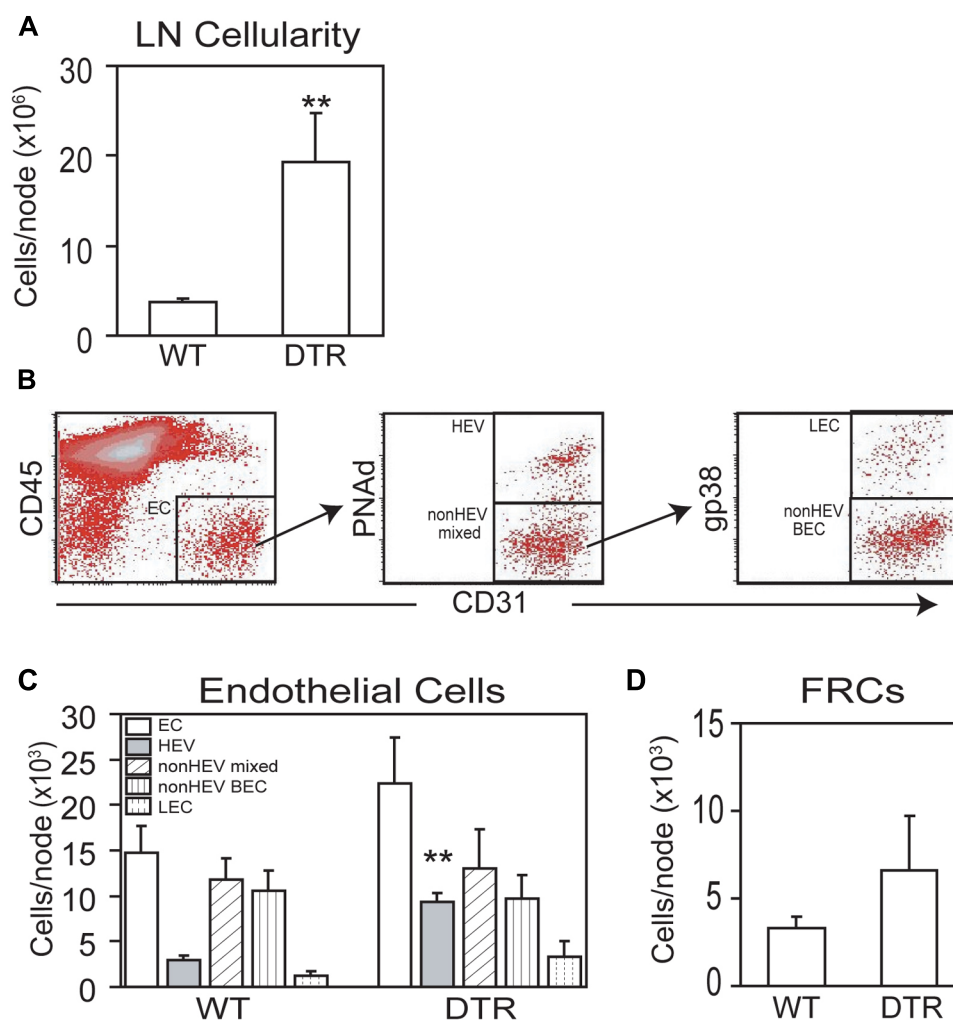 A
LN Cellularity
Cells/node (x10⁶)
30
20
10
0
**
WT
DTR
B
CD45
EC
PNAd
HEV
nonHEV
mixed
gp38
LEC
nonHEV
BEC
CD31
C
Endothelial Cells
Cells/node (x10³)
30
25
20
15
10
5
0
EC
HEV
nonHEV mixed
nonHEV BEC
LEC
**
WT
DTR
D
FRCs
Cells/node (x10³)
15
10
5
0
WT
DTR